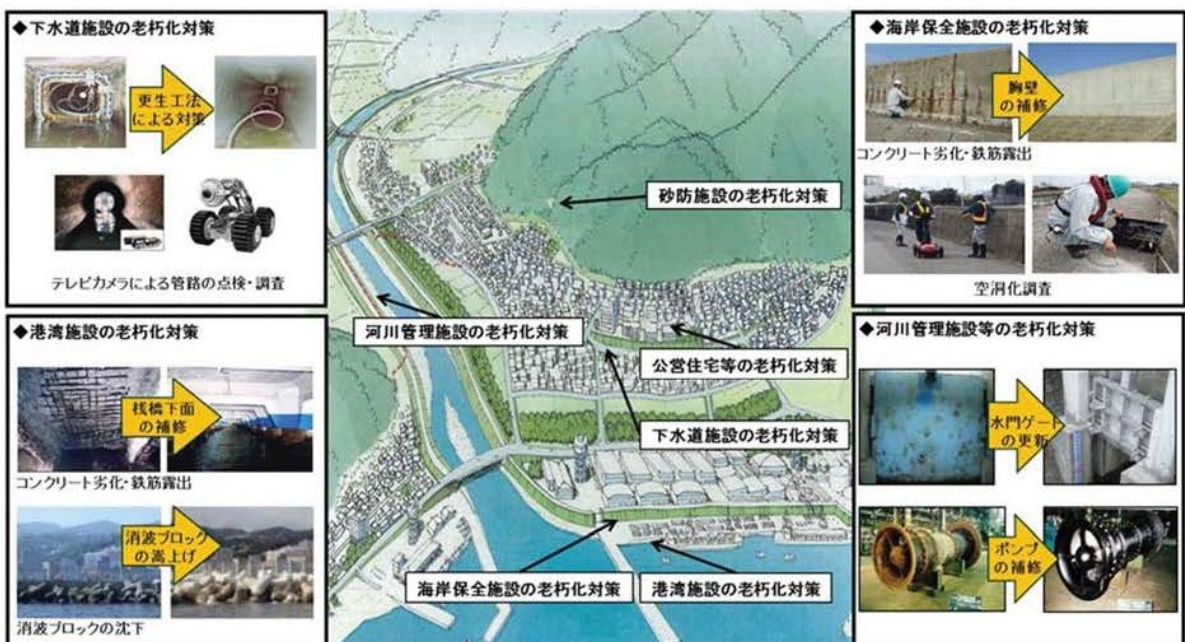 ◆下水道施設の老朽化対策
更生工法
による対策
テレビカメラによる管路の点検・調査
◆港湾施設の老朽化対策
桟橋下面
の補修
コンクリート劣化・鉄筋露出
消波ブロック
の嵩上げ
消波ブロックの沈下
砂防施設の老朽化対策
河川管理施設の老朽化対策
公営住宅等の老朽化対策
下水道施設の老朽化対策
海岸保全施設の老朽化対策
港湾施設の老朽化対策
◆海岸保全施設の老朽化対策
胸壁
の補修
コンクリート劣化・鉄筋露出
空洞化調査
◆河川管理施設等の老朽化対策
水門ゲート
の更新
ポンプ
の補修